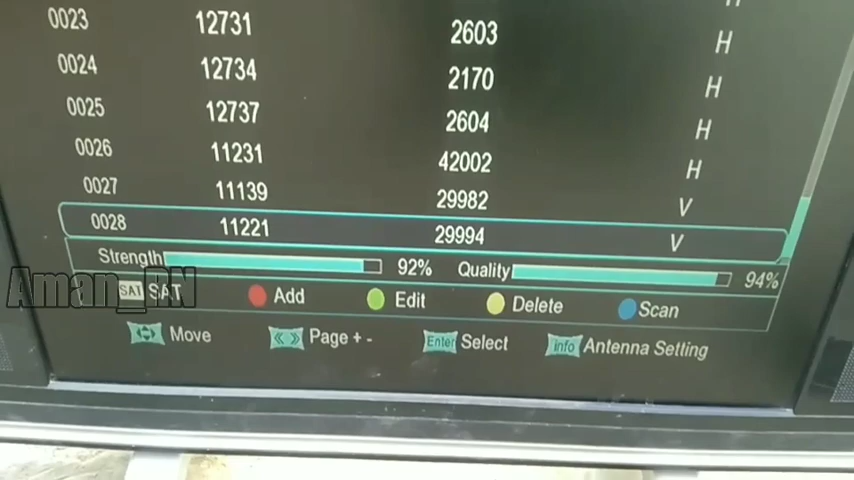 0023 12731 2603 H
0024 12734 2170 H
0025 12737 2604 H
0026 11231 42002 H
0027 11139 29982 V
0028 11221 29994 V
Strength 92% Quality 94%
Aman_RN
SAT SAT Add Edit Delete Scan
Move Page + - Enter Select info Antenna Setting